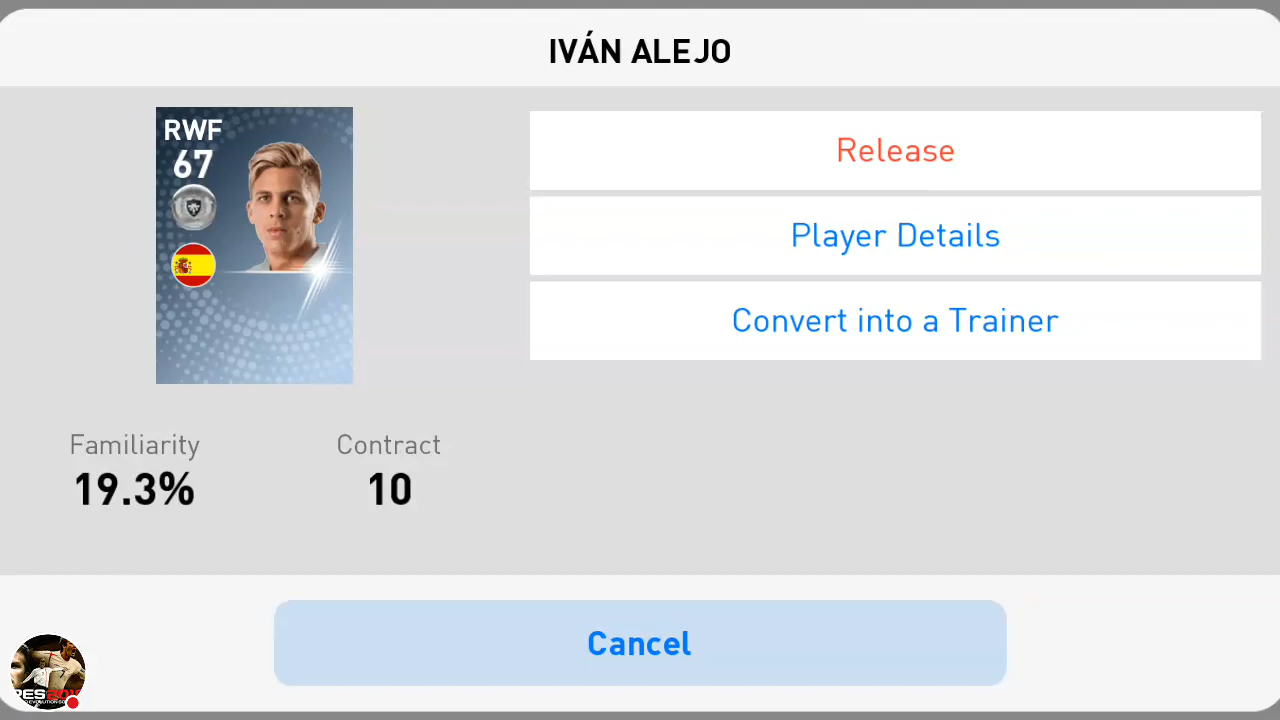 IVÁN ALEJO
RWF
67
Release
Player Details
Convert into a Trainer
Familiarity
19.3%
Contract
10
Cancel